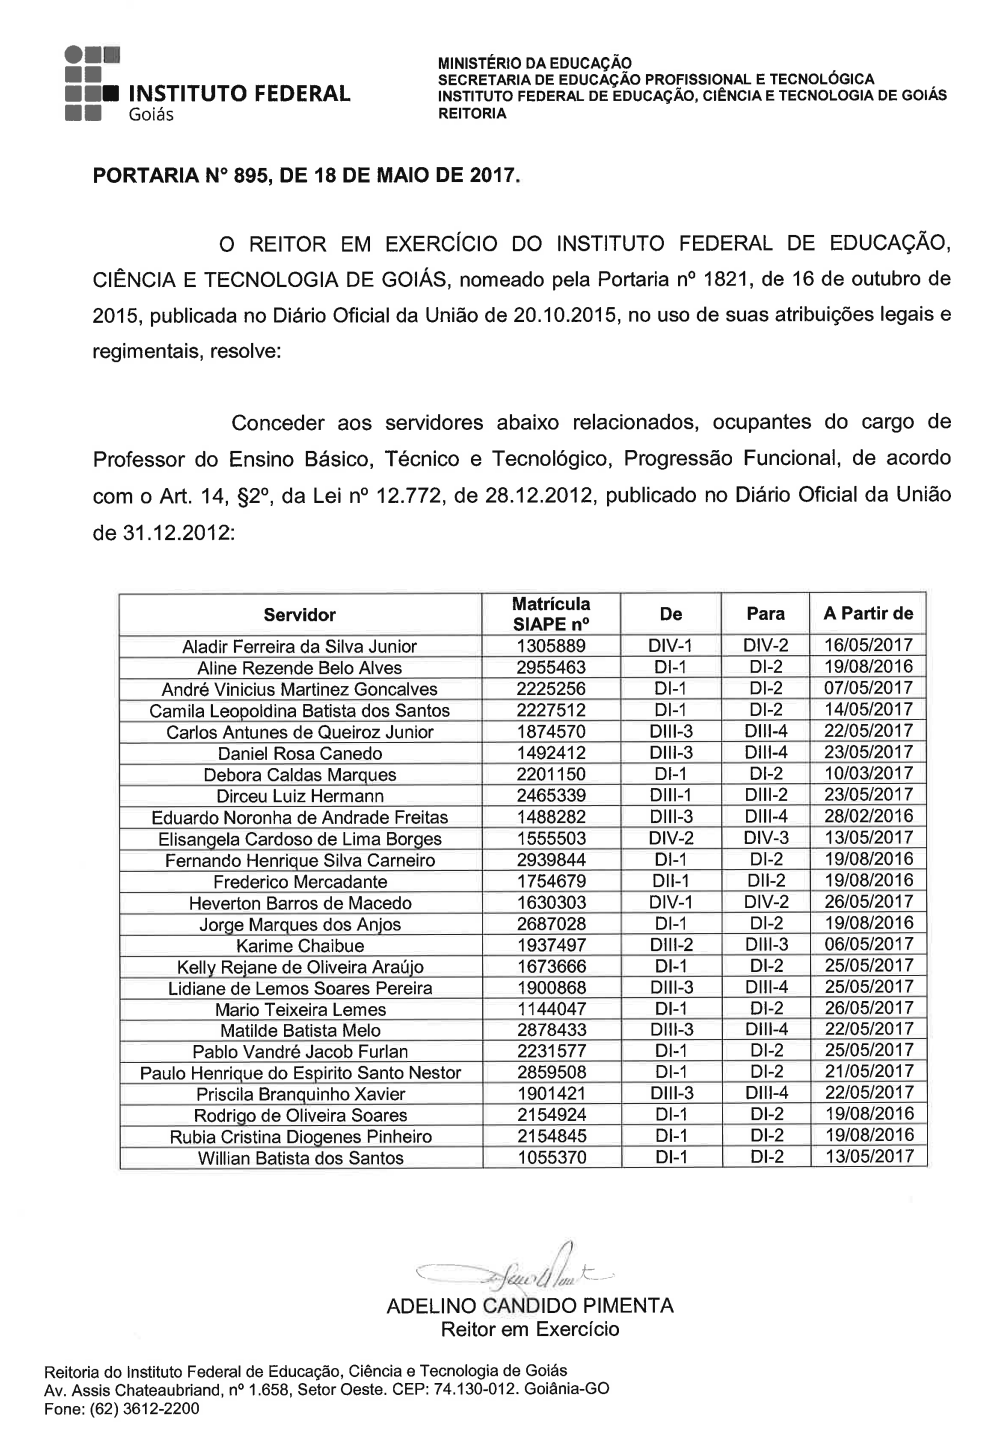 INSTITUTO FEDERAL
Goiás
MINISTÉRIO DA EDUCAÇÃO
SECRETARIA DE EDUCAÇÃO PROFISSIONAL E TECNOLÓGICA
INSTITUTO FEDERAL DE EDUCAÇÃO, CIÊNCIA E TECNOLOGIA DE GOIÁS
REITORIA
PORTARIA Nº 895, DE 18 DE MAIO DE 2017.
O REITOR EM EXERCÍCIO DO INSTITUTO FEDERAL DE EDUCAÇÃO,
CIÊNCIA E TECNOLOGIA DE GOIÁS, nomeado pela Portaria nº 1821, de 16 de outubro de
2015, publicada no Diário Oficial da União de 20.10.2015, no uso de suas atribuições legais e
regimentais, resolve:
Conceder aos servidores abaixo relacionados, ocupantes do cargo de
Professor do Ensino Básico, Técnico e Tecnológico, Progressão Funcional, de acordo
com o Art. 14, §2º, da Lei nº 12.772, de 28.12.2012, publicado no Diário Oficial da União
de 31.12.2012:
Servidor Matrícula SIAPE nº De Para A Partir de
Aladir Ferreira da Silva Junior 1305889 DIV-1 DIV-2 16/05/2017
Aline Rezende Belo Alves 2955463 DI-1 DI-2 19/08/2016
André Vinicius Martinez Goncalves 2225256 DI-1 DI-2 07/05/2017
Camila Leopoldina Batista dos Santos 2227512 DI-1 DI-2 14/05/2017
Carlos Antunes de Queiroz Junior 1874570 DIII-3 DIII-4 22/05/2017
Daniel Rosa Canedo 1492412 DIII-3 DIII-4 23/05/2017
Debora Caldas Marques 2201150 DI-1 DI-2 10/03/2017
Dirceu Luiz Hermann 2465339 DIII-1 DIII-2 23/05/2017
Eduardo Noronha de Andrade Freitas 1488282 DIII-3 DIII-4 28/02/2016
Elisangela Cardoso de Lima Borges 1555503 DIV-2 DIV-3 13/05/2017
Fernando Henrique Silva Carneiro 2939844 DI-1 DI-2 19/08/2016
Frederico Mercadante 1754679 DII-1 DII-2 19/08/2016
Heverton Barros de Macedo 1630303 DIV-1 DIV-2 26/05/2017
Jorge Marques dos Anjos 2687028 DI-1 DI-2 19/08/2016
Karime Chaibue 1937497 DIII-2 DIII-3 06/05/2017
Kelly Rejane de Oliveira Araújo 1673666 DI-1 DI-2 25/05/2017
Lidiane de Lemos Soares Pereira 1900868 DIII-3 DIII-4 25/05/2017
Mario Teixeira Lemes 1144047 DI-1 DI-2 26/05/2017
Matilde Batista Melo 2878433 DIII-3 DIII-4 22/05/2017
Pablo Vandré Jacob Furlan 2231577 DI-1 DI-2 25/05/2017
Paulo Henrique do Espirito Santo Nestor 2859508 DI-1 DI-2 21/05/2017
Priscila Branquinho Xavier 1901421 DIII-3 DIII-4 22/05/2017
Rodrigo de Oliveira Soares 2154924 DI-1 DI-2 19/08/2016
Rubia Cristina Diogenes Pinheiro 2154845 DI-1 DI-2 19/08/2016
Willian Batista dos Santos 1055370 DI-1 DI-2 13/05/2017
ADELINO CANDIDO PIMENTA
Reitor em Exercício
Reitoria do Instituto Federal de Educação, Ciência e Tecnologia de Goiás
Av. Assis Chateaubriand, nº 1.658, Setor Oeste. CEP: 74.130-012. Goiânia-GO
Fone: (62) 3612-2200